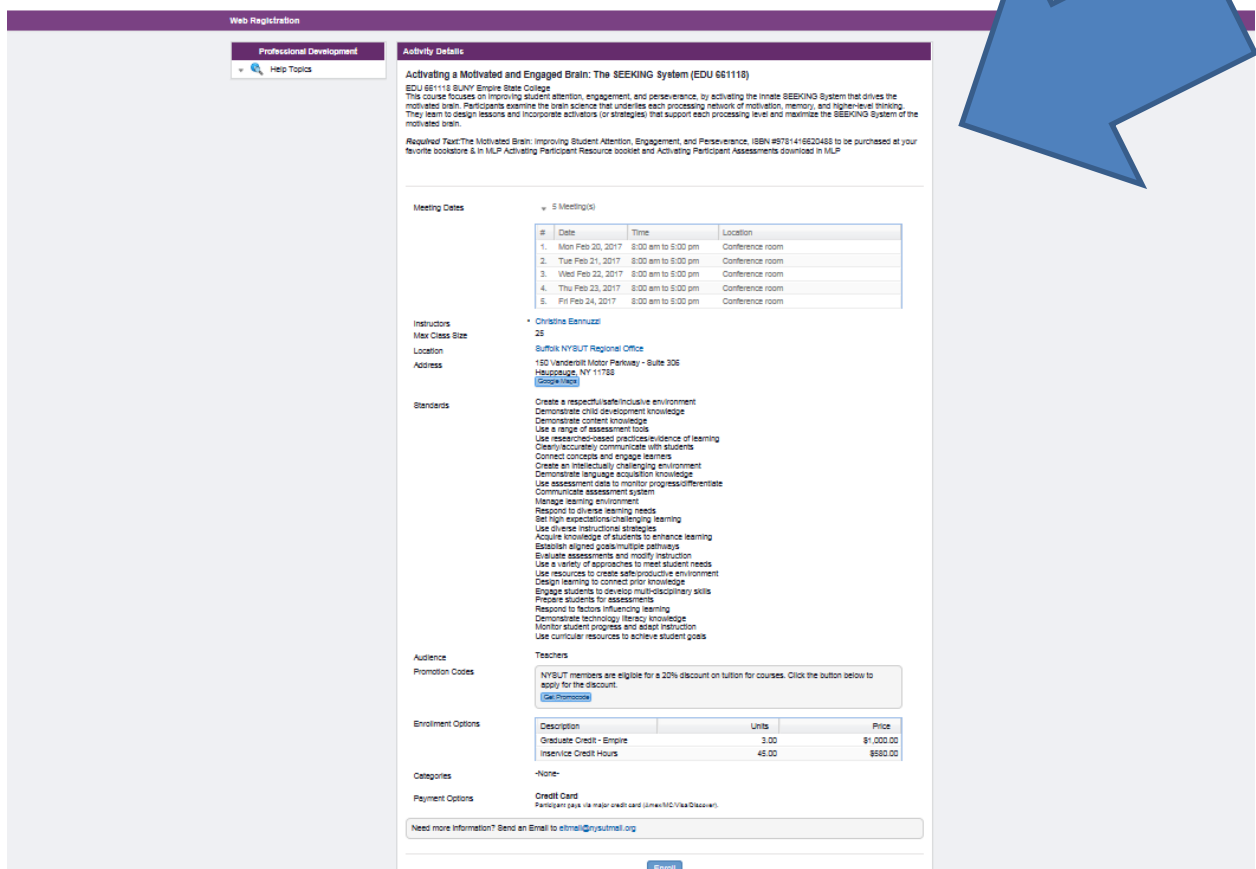 Web Registration
Professional Development
Help Topics
Activity Details
Activating a Motivated and Engaged Brain: The SEEKING System (EDU 661118)
EDU 661118 SUNY Empire State College
This course focuses on improving student attention, engagement, and perseverance, by activating the innate SEEKING System that drives the
motivated brain. Participants examine the brain science that underlies each processing network of motivation, memory, and higher-level thinking.
They learn to design lessons and incorporate activators (or strategies) that support each processing level and maximize the SEEKING System of the
motivated brain.
Required Text:The Motivated Brain: Improving Student Attention, Engagement, and Perseverance, ISBN #9781416620488 to be purchased at your
favorite bookstore & in MLP Activating Participant Resource booklet and Activating Participant Assessments download in MLP
Meeting Dates
5 Meeting(s)
# Date Time Location
1. Mon Feb 20, 2017 8:00 am to 5:00 pm Conference room
2. Tue Feb 21, 2017 8:00 am to 5:00 pm Conference room
3. Wed Feb 22, 2017 8:00 am to 5:00 pm Conference room
4. Thu Feb 23, 2017 8:00 am to 5:00 pm Conference room
5. Fri Feb 24, 2017 8:00 am to 5:00 pm Conference room
Instructors • Christina Eannuzzi
Max Class Size 25
Location Suffolk NYSUT Regional Office
Address 150 Vanderbilt Motor Parkway - Suite 306
Hauppauge, NY 11788
Google Maps
Standards Create a respectful/safe/inclusive environment
Demonstrate child development knowledge
Demonstrate content knowledge
Use a range of assessment tools
Use researched-based practices/evidence of learning
Clearly/accurately communicate with students
Connect concepts and engage learners
Create an intellectually challenging environment
Demonstrate language acquisition knowledge
Use assessment data to monitor progress/differentiate
Communicate assessment system
Manage learning environment
Respond to diverse learning needs
Set high expectations/challenging learning
Use diverse instructional strategies
Acquire knowledge of students to enhance learning
Establish aligned goals/multiple pathways
Evaluate assessments and modify instruction
Use a variety of approaches to meet student needs
Use resources to create safe/productive environment
Design learning to connect prior knowledge
Engage students to develop multi-disciplinary skills
Prepare students for assessments
Respond to factors influencing learning
Demonstrate technology literacy knowledge
Monitor student progress and adapt instruction
Use curricular resources to achieve student goals
Audience Teachers
Promotion Codes
NYSUT members are eligible for a 20% discount on tuition for courses. Click the button below to
apply for the discount.
Get Promocode
Enrollment Options
Description Units Price
Graduate Credit - Empire 3.00 $1,000.00
Inservice Credit Hours 45.00 $580.00
Categories -None-
Payment Options Credit Card
Participant pays via major credit card (Amex/MC/Visa/Discover).
Need more information? Send an Email to eltmail@nysutmail.org
Enroll